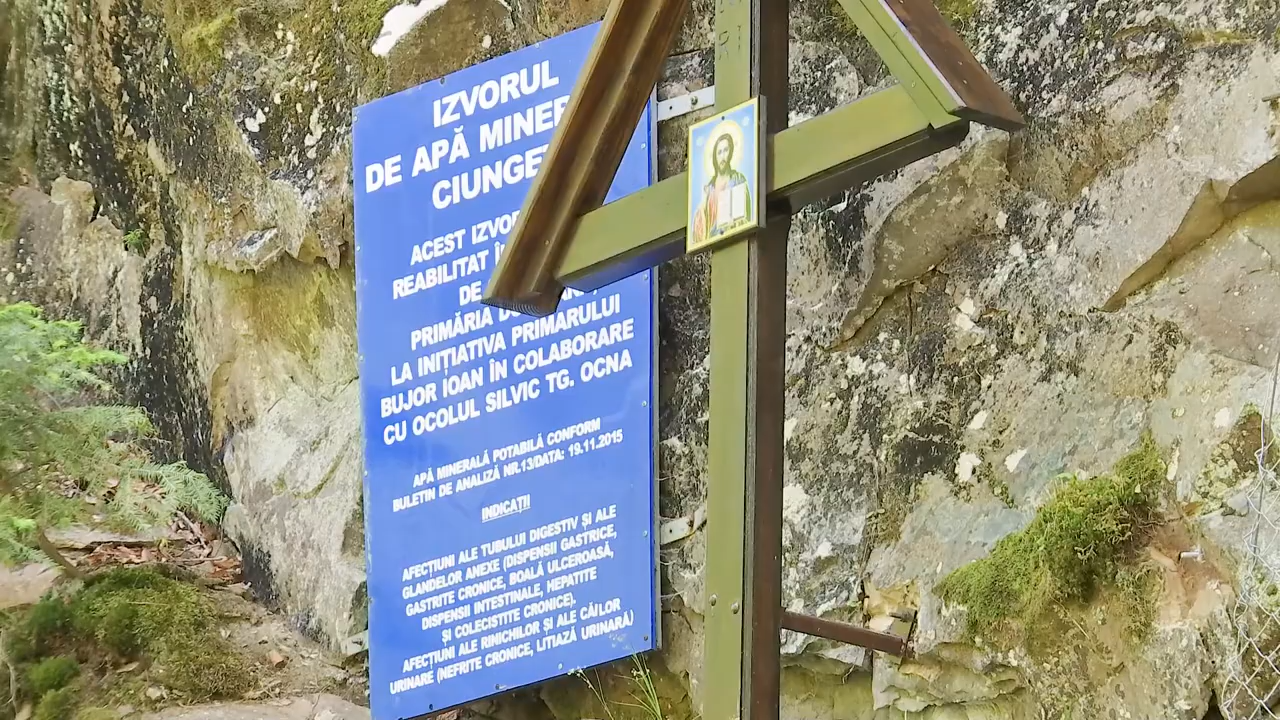 IZVORUL
DE APĂ MINER
CIUNGE
ACEST IZVOR
REABILITAT Î
DE
PRIMĂRIA D
LA INIȚIATIVA PRIMARULUI
BUJOR IOAN ÎN COLABORARE
CU OCOLUL SILVIC TG. OCNA
APĂ MINERALĂ POTABILĂ CONFORM
BULETIN DE ANALIZĂ NR.13/DATA: 19.11.2015
INDICAȚII
AFECȚIUNI ALE TUBULUI DIGESTIV ȘI ALE
GLANDELOR ANEXE (DISPENSII GASTRICE,
GASTRITE CRONICE, BOALĂ ULCEROASĂ,
DISPENSII INTESTINALE, HEPATITE
ȘI COLECISTITE CRONICE).
AFECȚIUNI ALE RINICHILOR ȘI ALE CĂILOR
URINARE (NEFRITE CRONICE, LITIAZĂ URINARĂ)